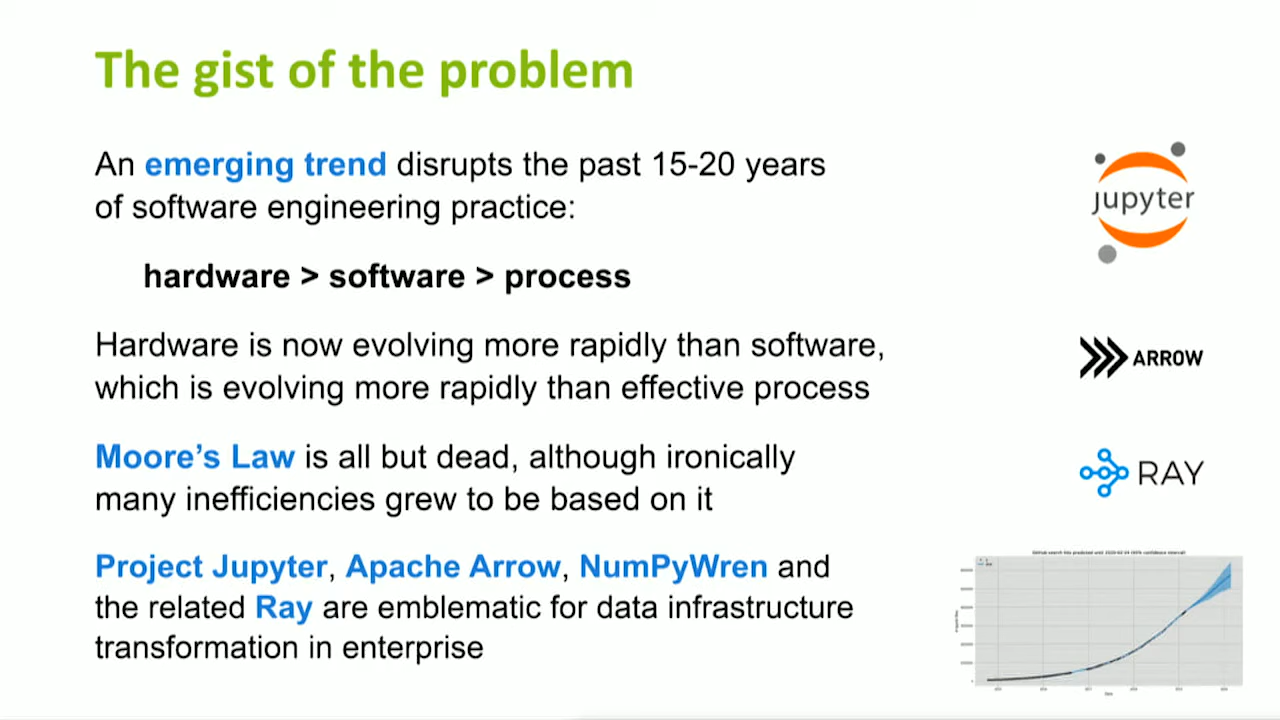 The gist of the problem
An emerging trend disrupts the past 15-20 years
of software engineering practice:
hardware > software > process
Hardware is now evolving more rapidly than software,
which is evolving more rapidly than effective process
Moore's Law is all but dead, although ironically
many inefficiencies grew to be based on it
Project Jupyter, Apache Arrow, NumPyWren and
the related Ray are emblematic for data infrastructure
transformation in enterprise
jupyter
ARROW
RAY